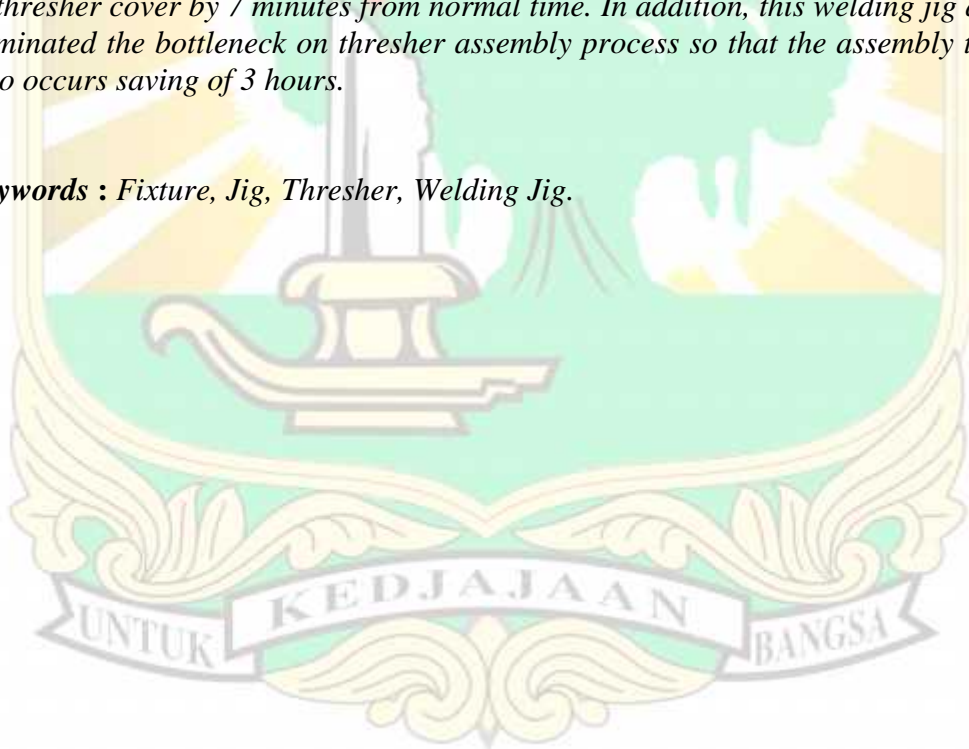 thresher cover by 7 minutes from normal time. In addition, this welding jig
minated the bottleneck on thresher assembly process so that the assembly
o occurs saving of 3 hours.
ywords : Fixture, Jig, Thresher, Welding Jig.
UNTUK KEDJAJAAN BANGSA